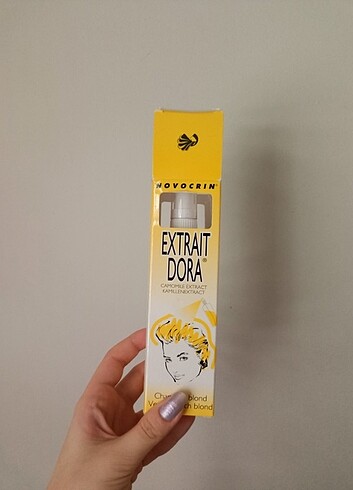 NOVOCRIN®
EXTRAIT
DORA®
CAMOMILE EXTRACT
KAMILLENEXTRACT
blond
blond